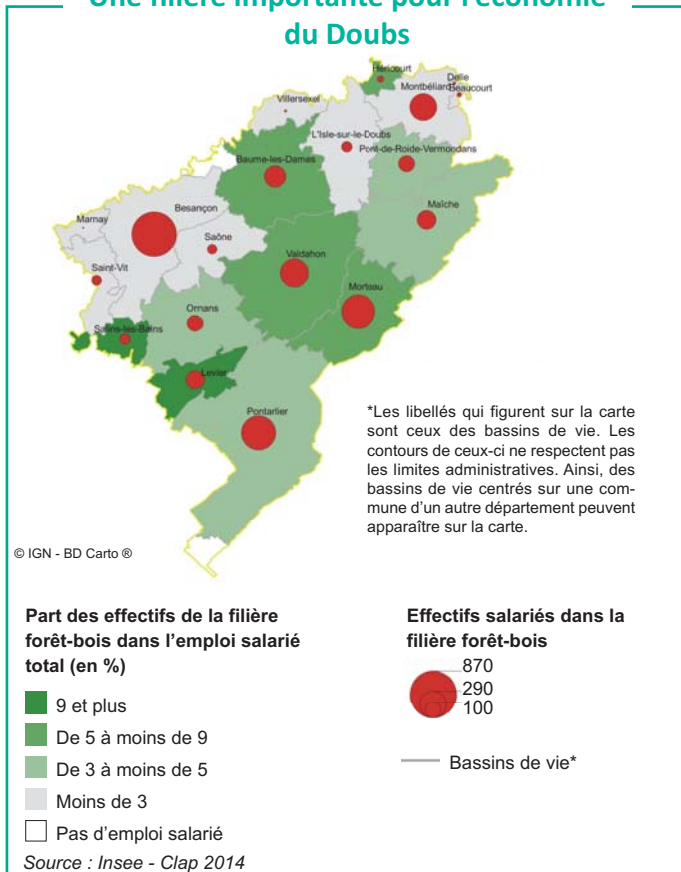 Une filière importante pour l'économie
du Doubs
Héricourt
Delle
Montbéliard
Beaucourt
Villersexel
L'Isle-sur-le-Doubs
Pont-de-Roide-Vermondans
Baume-les-Dames
Maîche
Besançon
Marnay
Saône
Valdahon
Saint-Vit
Morteau
Ornans
Salins-les-Bains
Levier
Pontarlier
*Les libellés qui figurent sur la carte
sont ceux des bassins de vie. Les
contours de ceux-ci ne respectent pas
les limites administratives. Ainsi, des
bassins de vie centrés sur une com-
mune d'un autre département peuvent
apparaître sur la carte.
© IGN - BD Carto ®
Part des effectifs de la filière
forêt-bois dans l'emploi salarié
total (en %)
9 et plus
De 5 à moins de 9
De 3 à moins de 5
Moins de 3
Pas d'emploi salarié
Source : Insee - Clap 2014
Effectifs salariés dans la
filière forêt-bois
870
290
100
Bassins de vie*